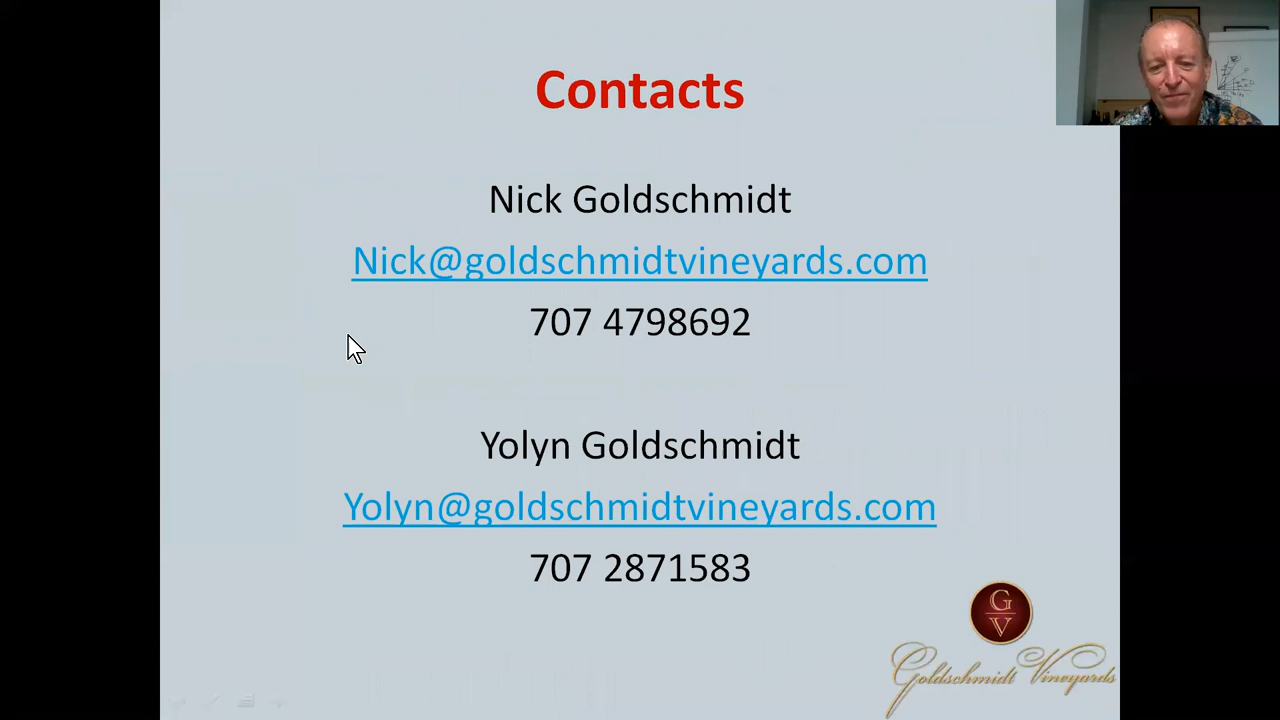 Contacts
Nick Goldschmidt
Nick@goldschmidtvineyards.com
707 4798692
Yolyn Goldschmidt
Yolyn@goldschmidtvineyards.com
707 2871583
G
V
Goldschmidt Vineyards